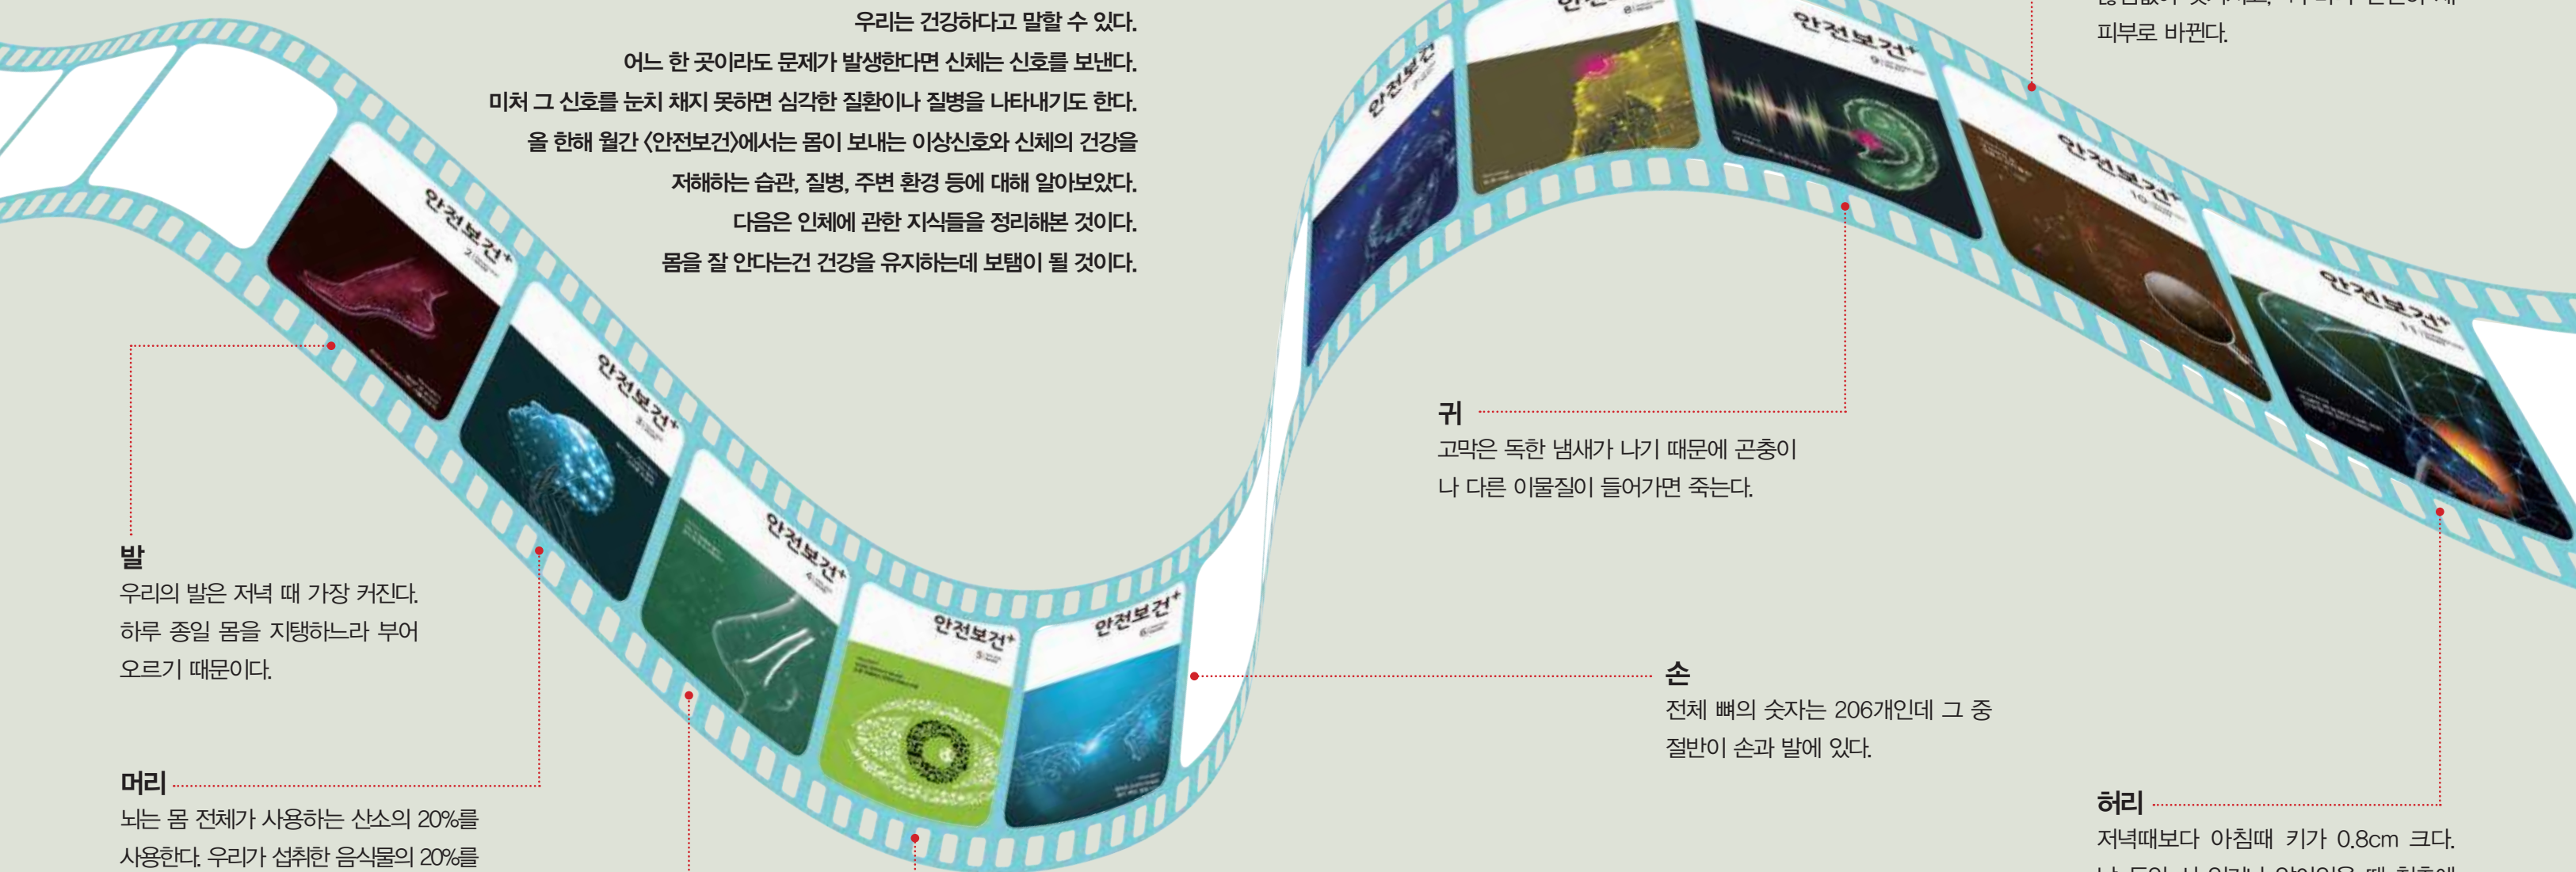 우리는 건강하다고 말할 수 있다.
어느 한 곳이라도 문제가 발생한다면 신체는 신호를 보낸다.
미처 그 신호를 눈치 채지 못하면 심각한 질환이나 질병을 나타내기도 한다.
올 한해 월간 〈안전보건〉에서는 몸이 보내는 이상신호와 신체의 건강을
저해하는 습관, 질병, 주변 환경 등에 대해 알아보았다.
다음은 인체에 관한 지식들을 정리해본 것이다.
몸을 잘 안다는건 건강을 유지하는데 보탬이 될 것이다.
피부로 바뀐다.
안전보건+
2
안전보건+
3
안전보건+
4
안전보건+
5
안전보건+
6
안전보건
8
안전보건+
9
안전보건+
10
안전보건+
11
발
우리의 발은 저녁 때 가장 커진다.
하루 종일 몸을 지탱하느라 부어
오르기 때문이다.
머리
뇌는 몸 전체가 사용하는 산소의 20%를
사용한다. 우리가 섭취한 음식물의 20%를
귀
고막은 독한 냄새가 나기 때문에 곤충이
나 다른 이물질이 들어가면 죽는다.
손
전체 뼈의 숫자는 206개인데 그 중
절반이 손과 발에 있다.
허리
저녁때보다 아침때 키가 0.8cm 크다.